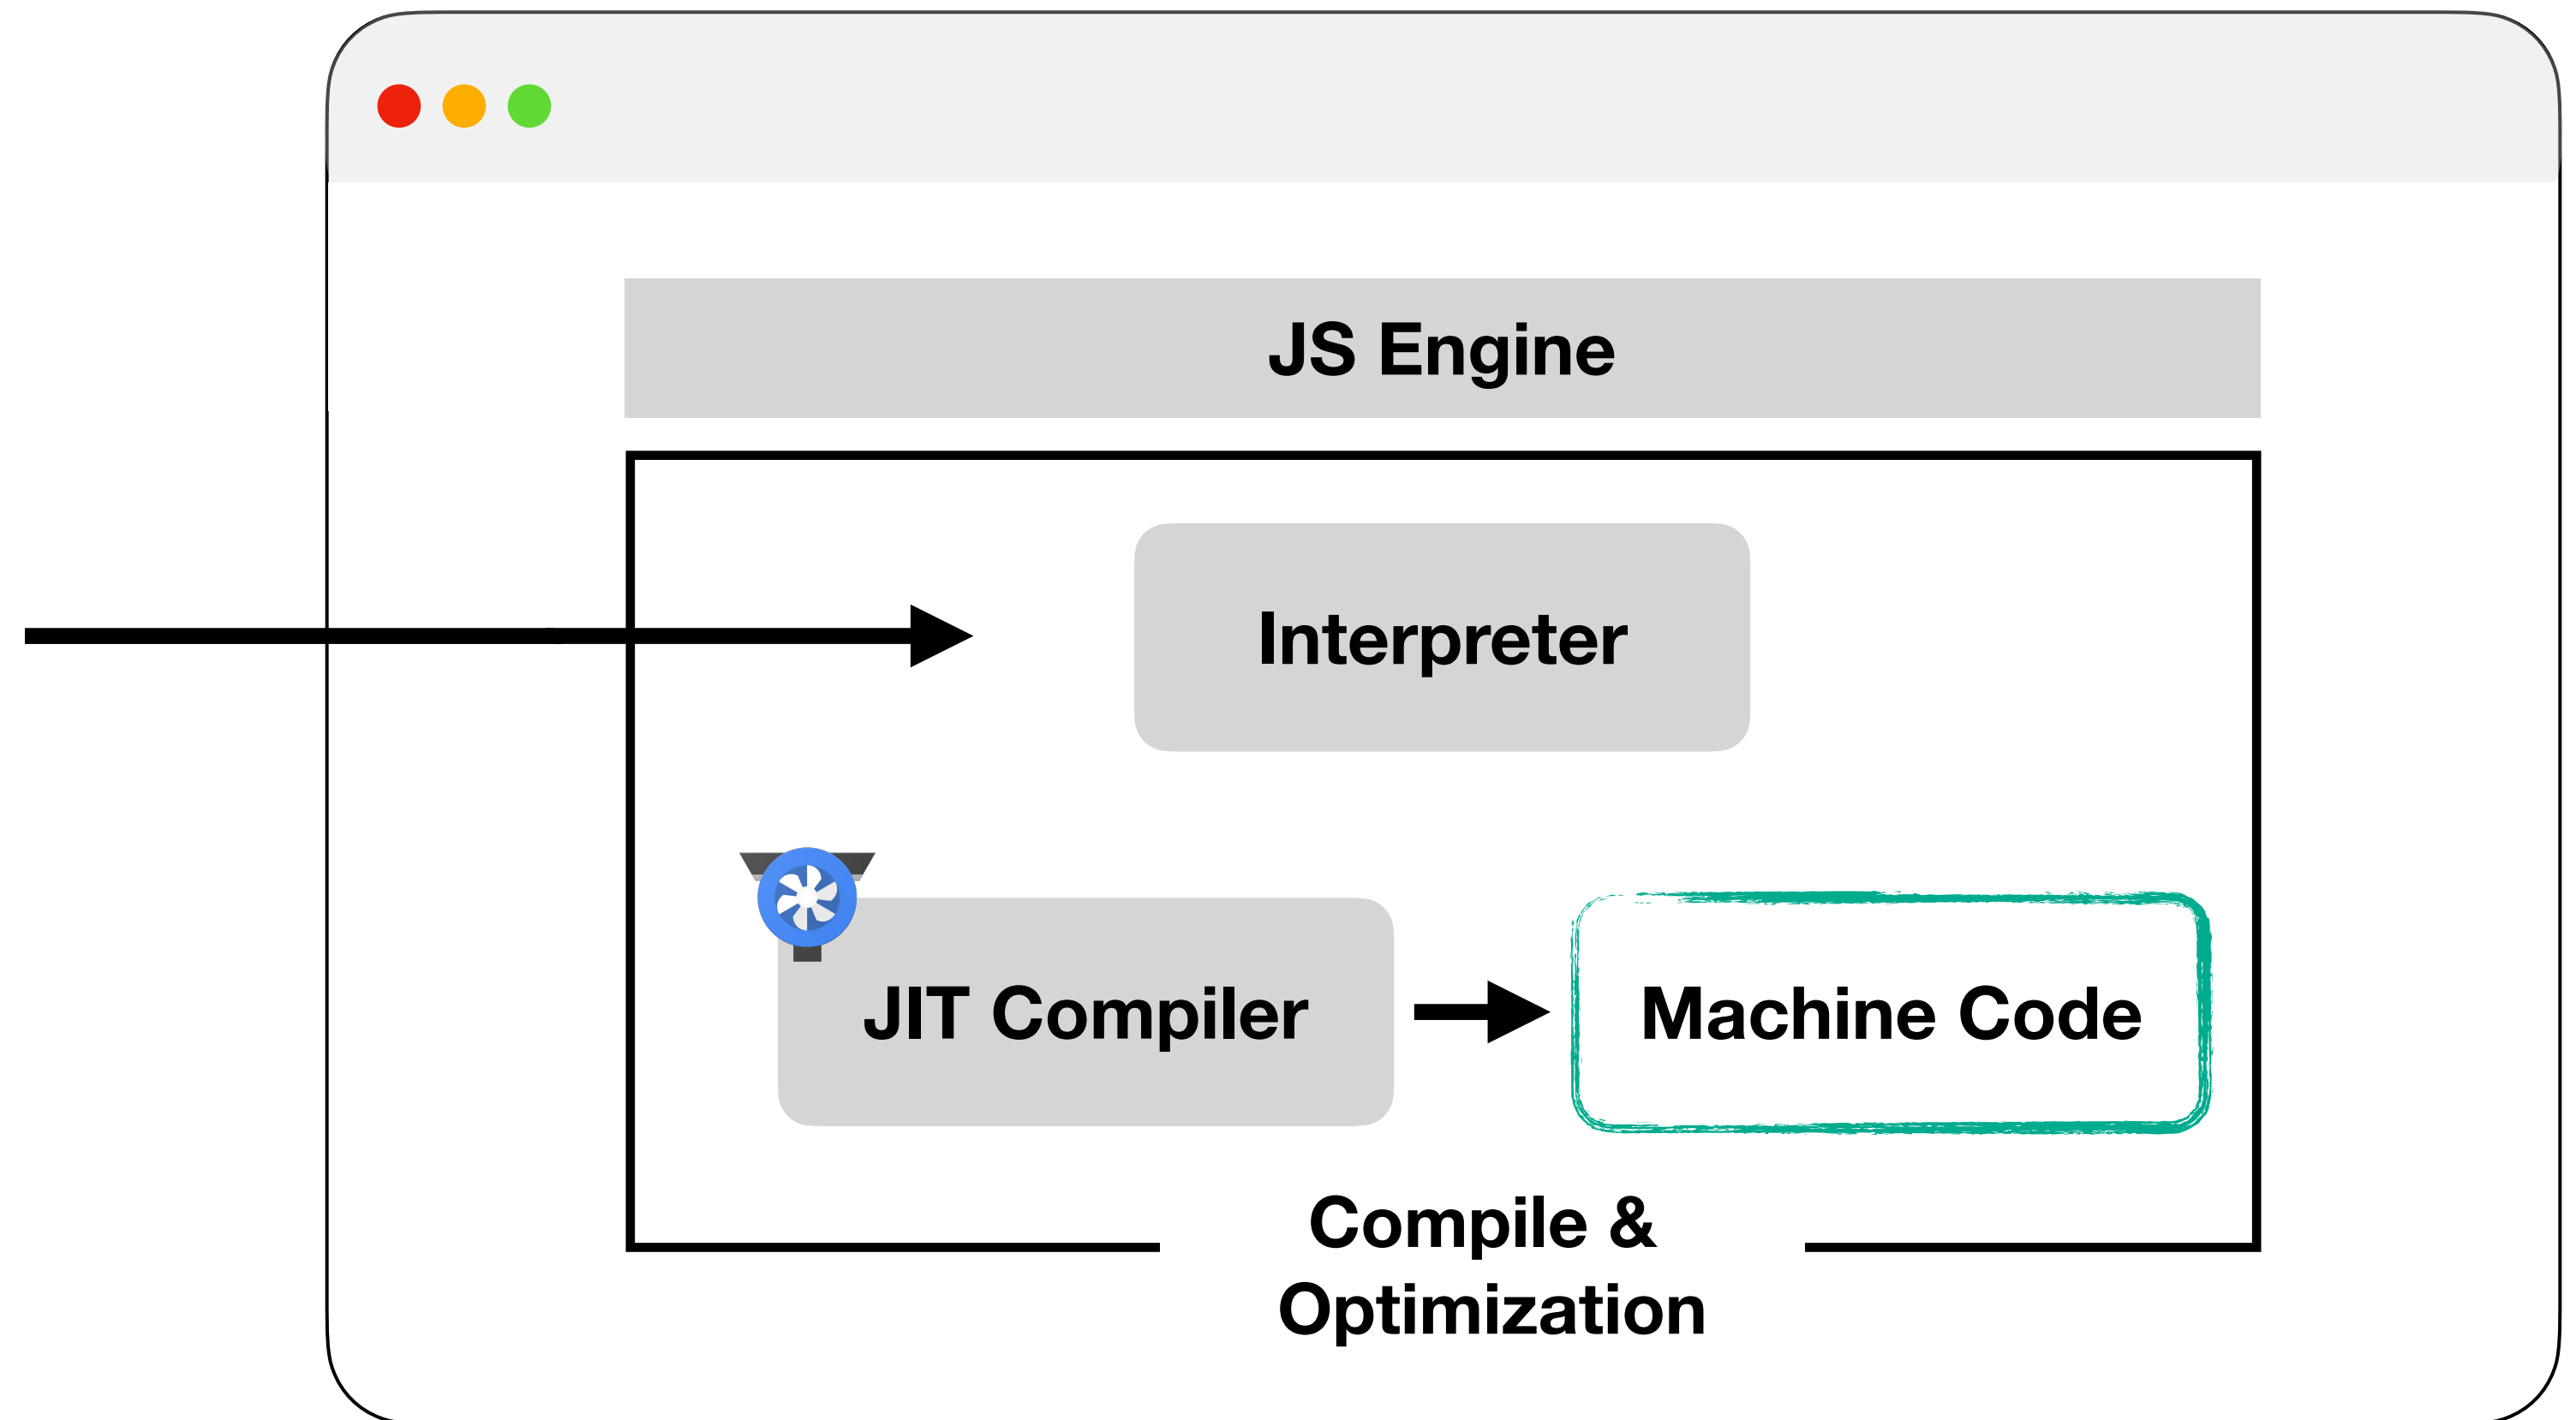 JS Engine
Interpreter
JIT Compiler
Machine Code
Compile &
Optimization